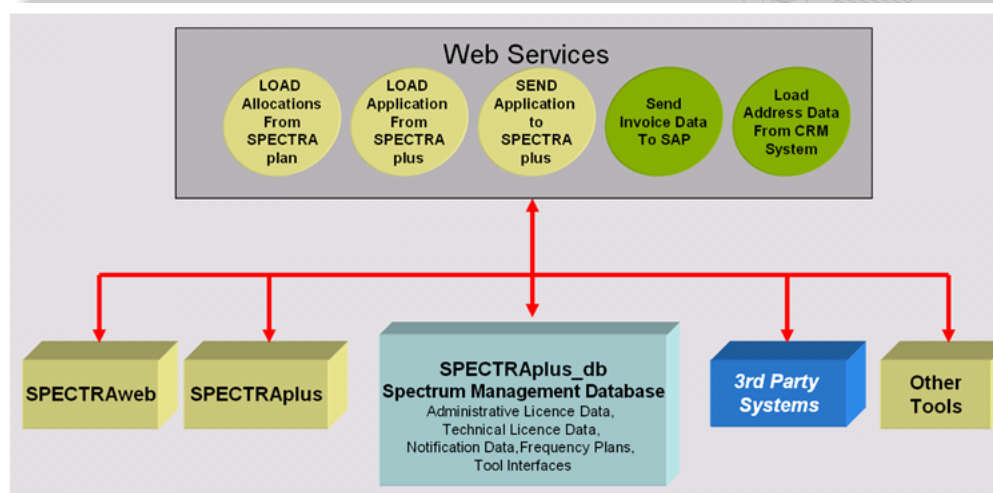 Web Services
LOAD
Allocations
From
SPECTRA
plan
LOAD
Application
From
SPECTRA
plus
SEND
Application
to
SPECTRA
plus
Send
Invoice Data
To SAP
Load
Address Data
From CRM
System
SPECTRAweb
SPECTRAplus
SPECTRAplus_db
Spectrum Management Database
Administrative Licence Data,
Technical Licence Data,
Notification Data,Frequency Plans,
Tool Interfaces
3rd Party
Systems
Other
Tools